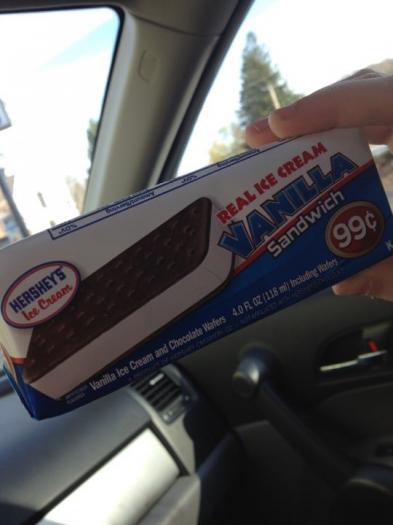 REAL ICE CREAM
VANILLA
Sandwich
99¢
HERSHEY'S
Ice Cream
Vanilla Ice Cream and Chocolate Wafers 4.0 FL OZ (118 ml) Including Wafers
K